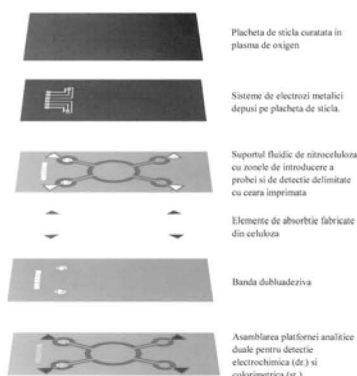 Placheta de sticla curatata in
plasma de oxigen
Sisteme de electrozi metalici
depusi pe placheta de sticla.
Suportul fluidic de nitroceluloza
cu zonele de introducere a
probei si de detectie delimitate
cu ceara imprimata
Elemente de absorbtie fabricate
din celuloza
Banda dubluadeziva
Asamblarea platfornei analitice
duale pentru detectie
electrochimica (dr.) si
colorimetrica (st.)